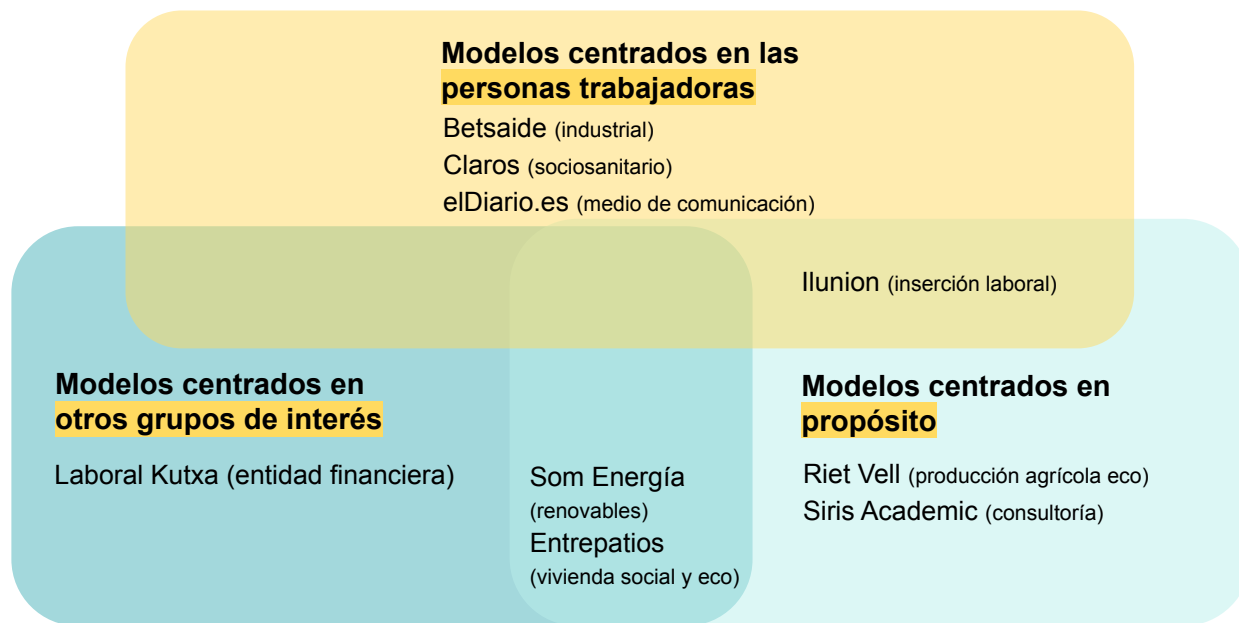 Modelos centrados en las
personas trabajadoras
Betsaide (industrial)
Claros (sociosanitario)
elDiario.es (medio de comunicación)
Ilunion (inserción laboral)
Modelos centrados en
otros grupos de interés
Laboral Kutxa (entidad financiera)
Som Energía
(renovables)
Entrepatios
(vivienda social y eco)
Modelos centrados en
propósito
Riet Vell (producción agrícola eco)
Siris Academic (consultoría)